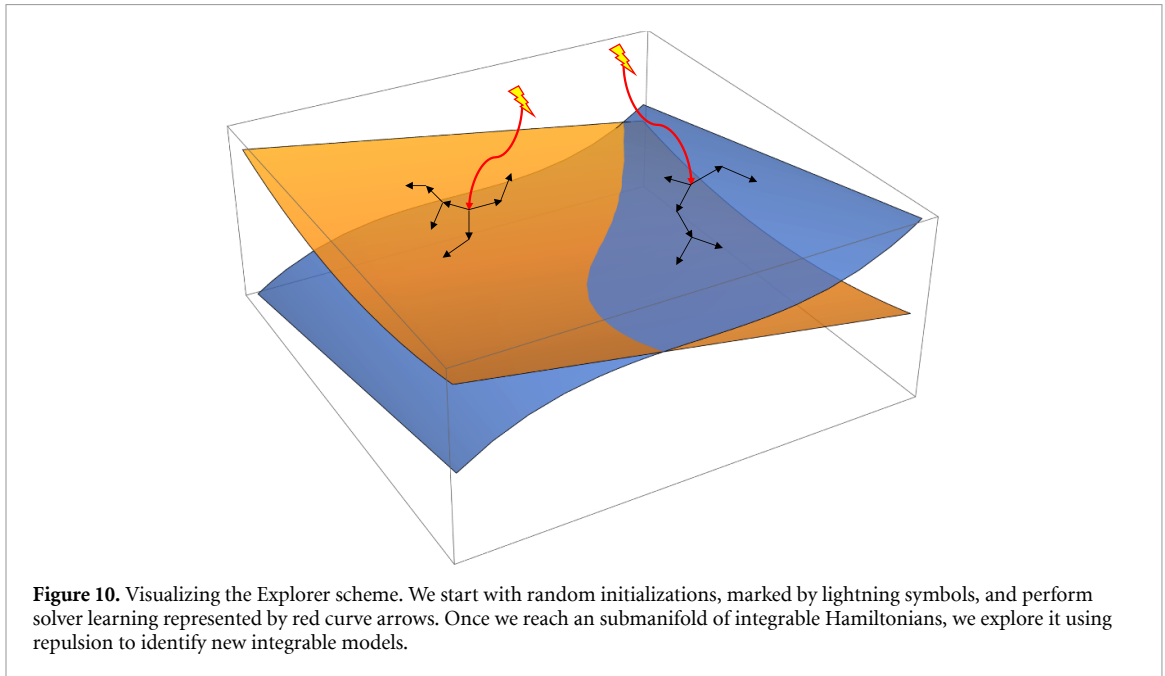 Figure 10. Visualizing the Explorer scheme. We start with random initializations, marked by lightning symbols, and perform
solver learning represented by red curve arrows. Once we reach an submanifold of integrable Hamiltonians, we explore it using
repulsion to identify new integrable models.